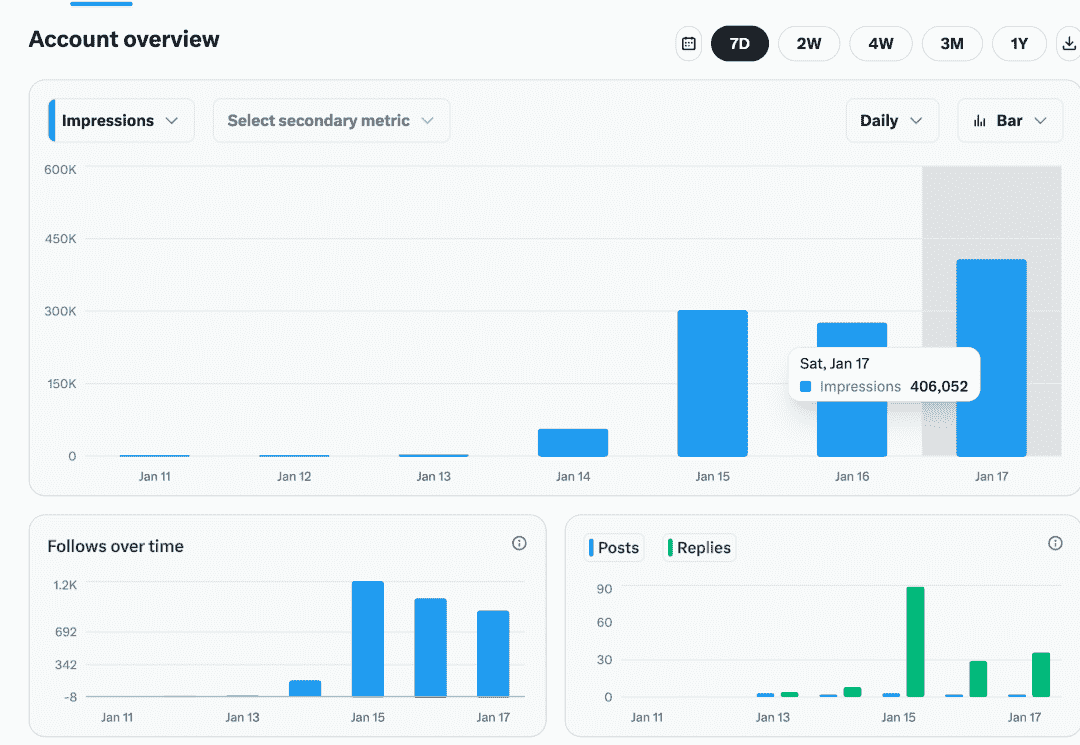 Account overview
7D 2W 4W 3M 1Y
Impressions Select secondary metric Daily Bar
600K
450K
300K
150K
0
Sat, Jan 17
Impressions 406,052
Jan 11 Jan 12 Jan 13 Jan 14 Jan 15 Jan 16 Jan 17
Follows over time
1.2K
692
342
-8
Jan 11 Jan 13 Jan 15 Jan 17
Posts Replies
90
60
30
0
Jan 11 Jan 13 Jan 15 Jan 17